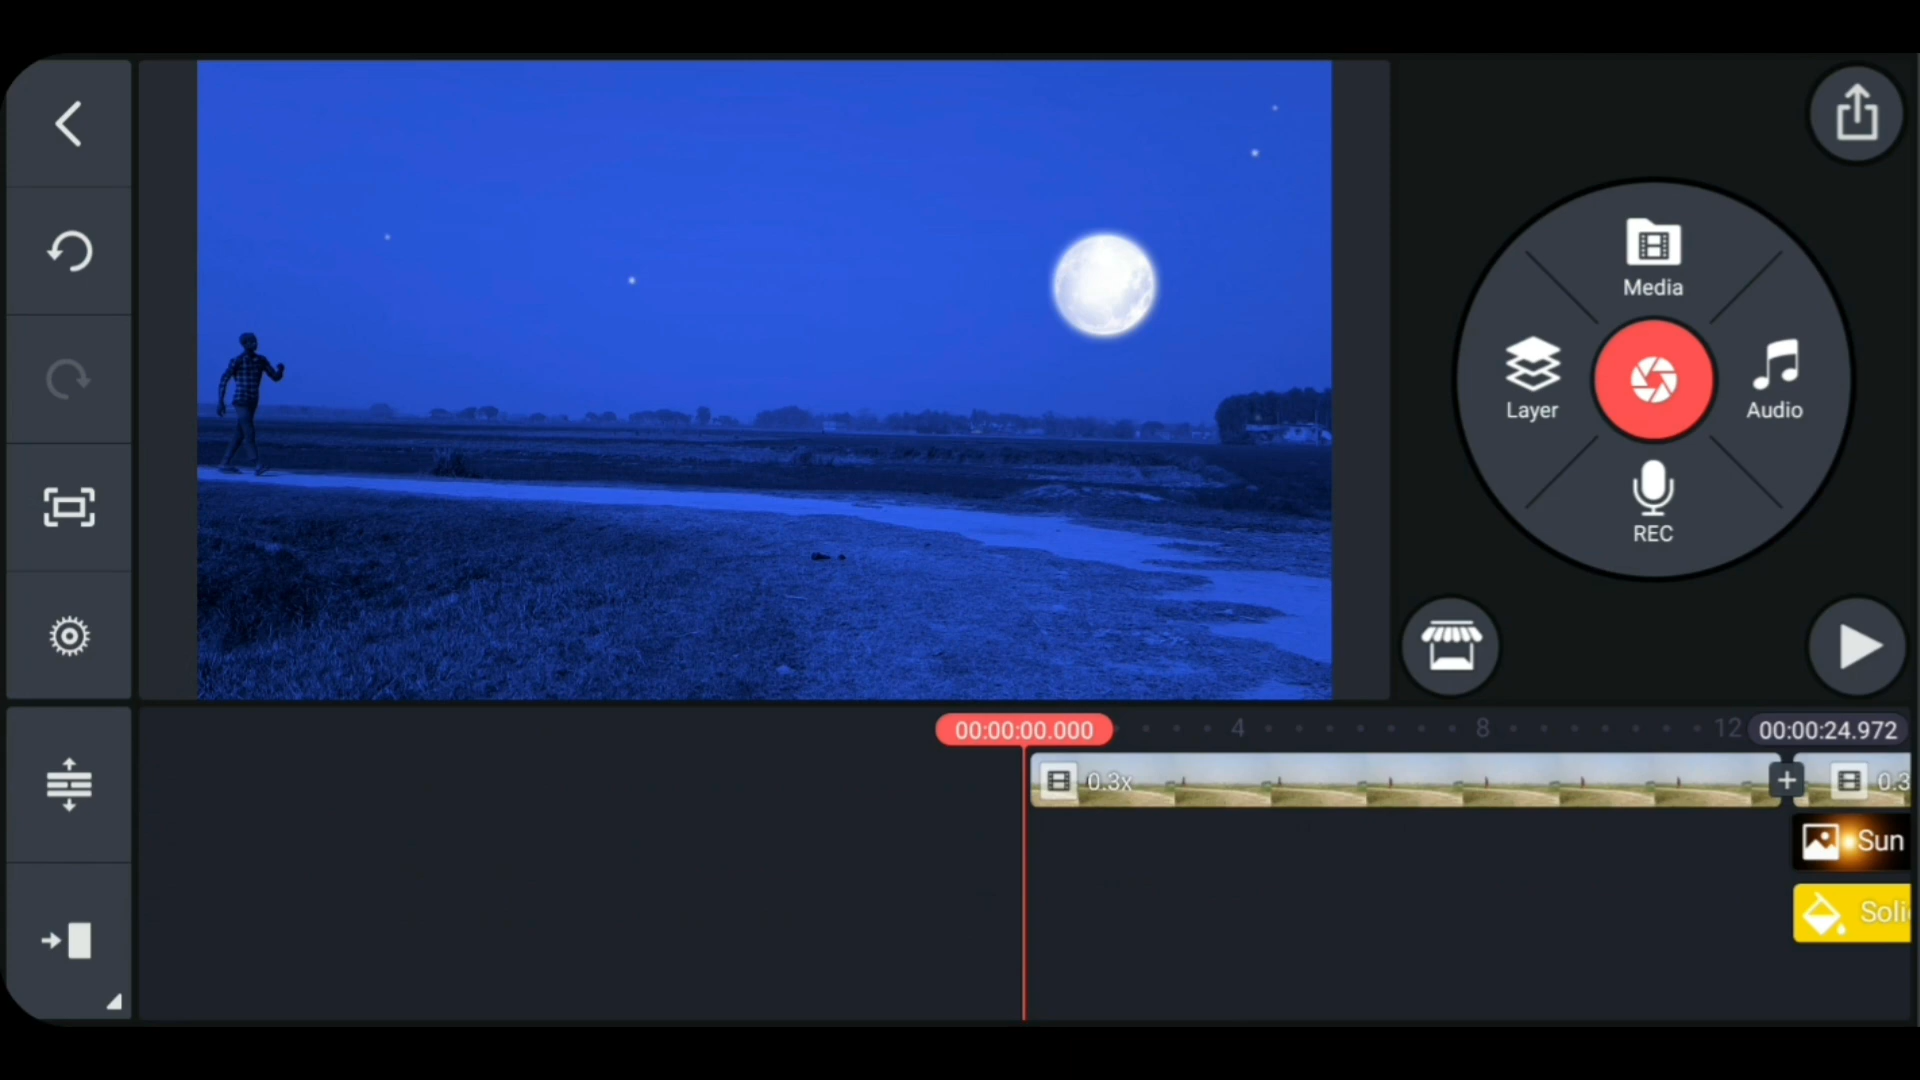 Media
Layer
Audio
REC
00:00:00.000
4
8
12
00:00:24.972
0.3x
0.3
Sun
Soli